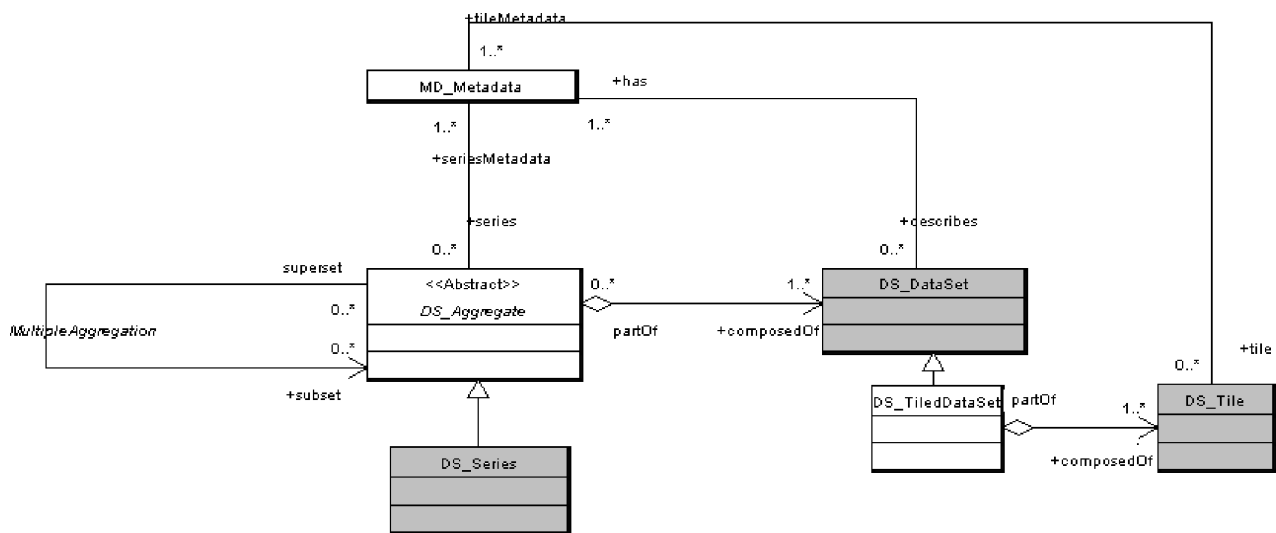 +tileMetadata
1..*
MD_Metadata
+has
1..*
1..*
+seriesMetadata
+series
+describes
0..*
0..*
superset
<<Abstract>>
DS_Aggregate
0..*
1..*
DS_DataSet
0..*
MultipleAggregation
partOf
+composedOf
0..*
+tile
0..*
+subset
DS_TiledDataSet
partOf
1..*
DS_Tile
DS_Series
+composedOf